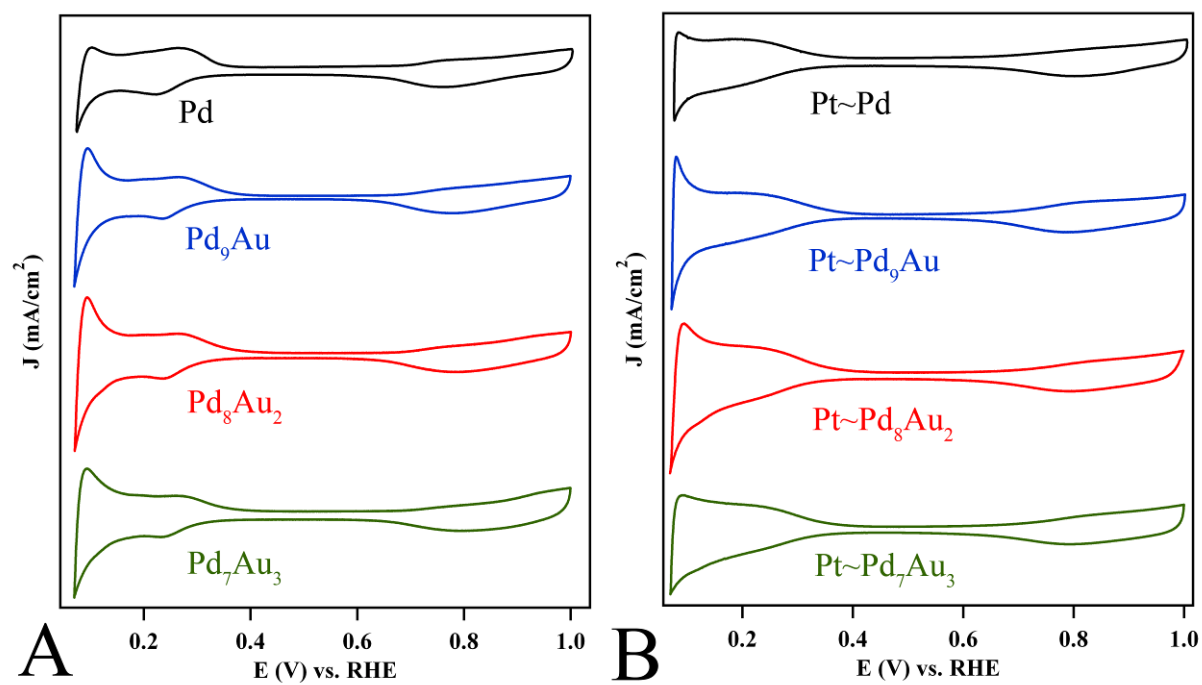 Pd
Pd₉Au
Pd₈Au₂
Pd₇Au₃
J (mA/cm²)
0.2 0.4 0.6 0.8 1.0
E (V) vs. RHE
A
Pt~Pd
Pt~Pd₉Au
Pt~Pd₈Au₂
Pt~Pd₇Au₃
J (mA/cm²)
0.2 0.4 0.6 0.8 1.0
E (V) vs. RHE
B